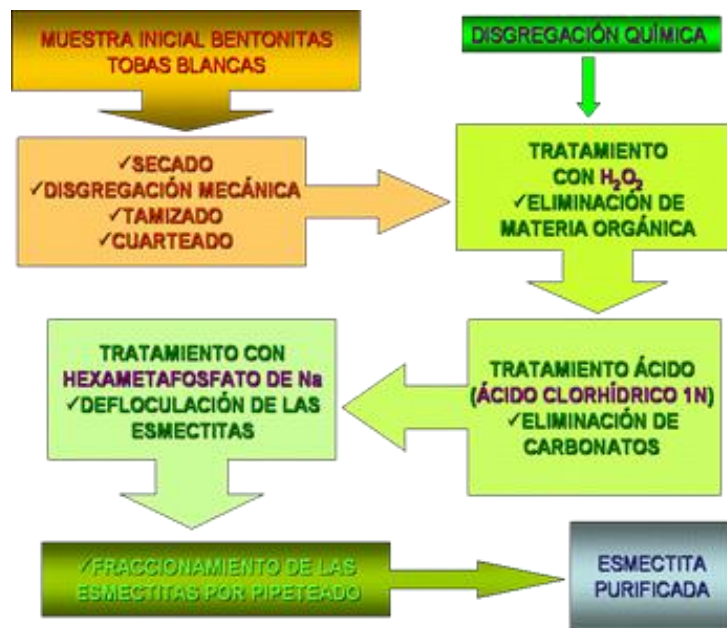 MUESTRA INICIAL BENTONITAS
TOBAS BLANCAS
DISGREGACIÓN QUÍMICA
✓SECADO
✓DISGREGACIÓN MECÁNICA
✓TAMIZADO
✓CUARTEADO
TRATAMIENTO
CON H₂O₂
✓ELIMINACIÓN DE
MATERIA ORGÁNICA
TRATAMIENTO ÁCIDO
(ÁCIDO CLORHÍDRICO 1N)
✓ELIMINACIÓN DE
CARBONATOS
TRATAMIENTO CON
HEXAMETAFOSFATO DE Na
✓DEFLOCULACIÓN DE LAS
ESMECTITAS
✓FRACCIONAMIENTO DE LAS
ESMECTITAS POR PIPETEADO
ESMECTITA
PURIFICADA